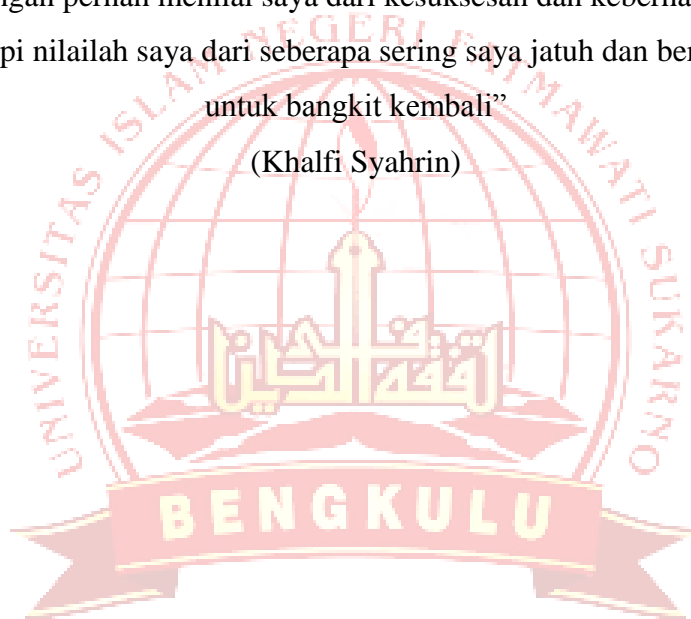 pi nilailah saya dari seberapa sering saya jatuh dan ber
untuk bangkit kembali”
(Khalfi Syahrin)
UNIVERSITAS ISLAM NEGERI FATMAWATI SUKARNO
BENGKULU